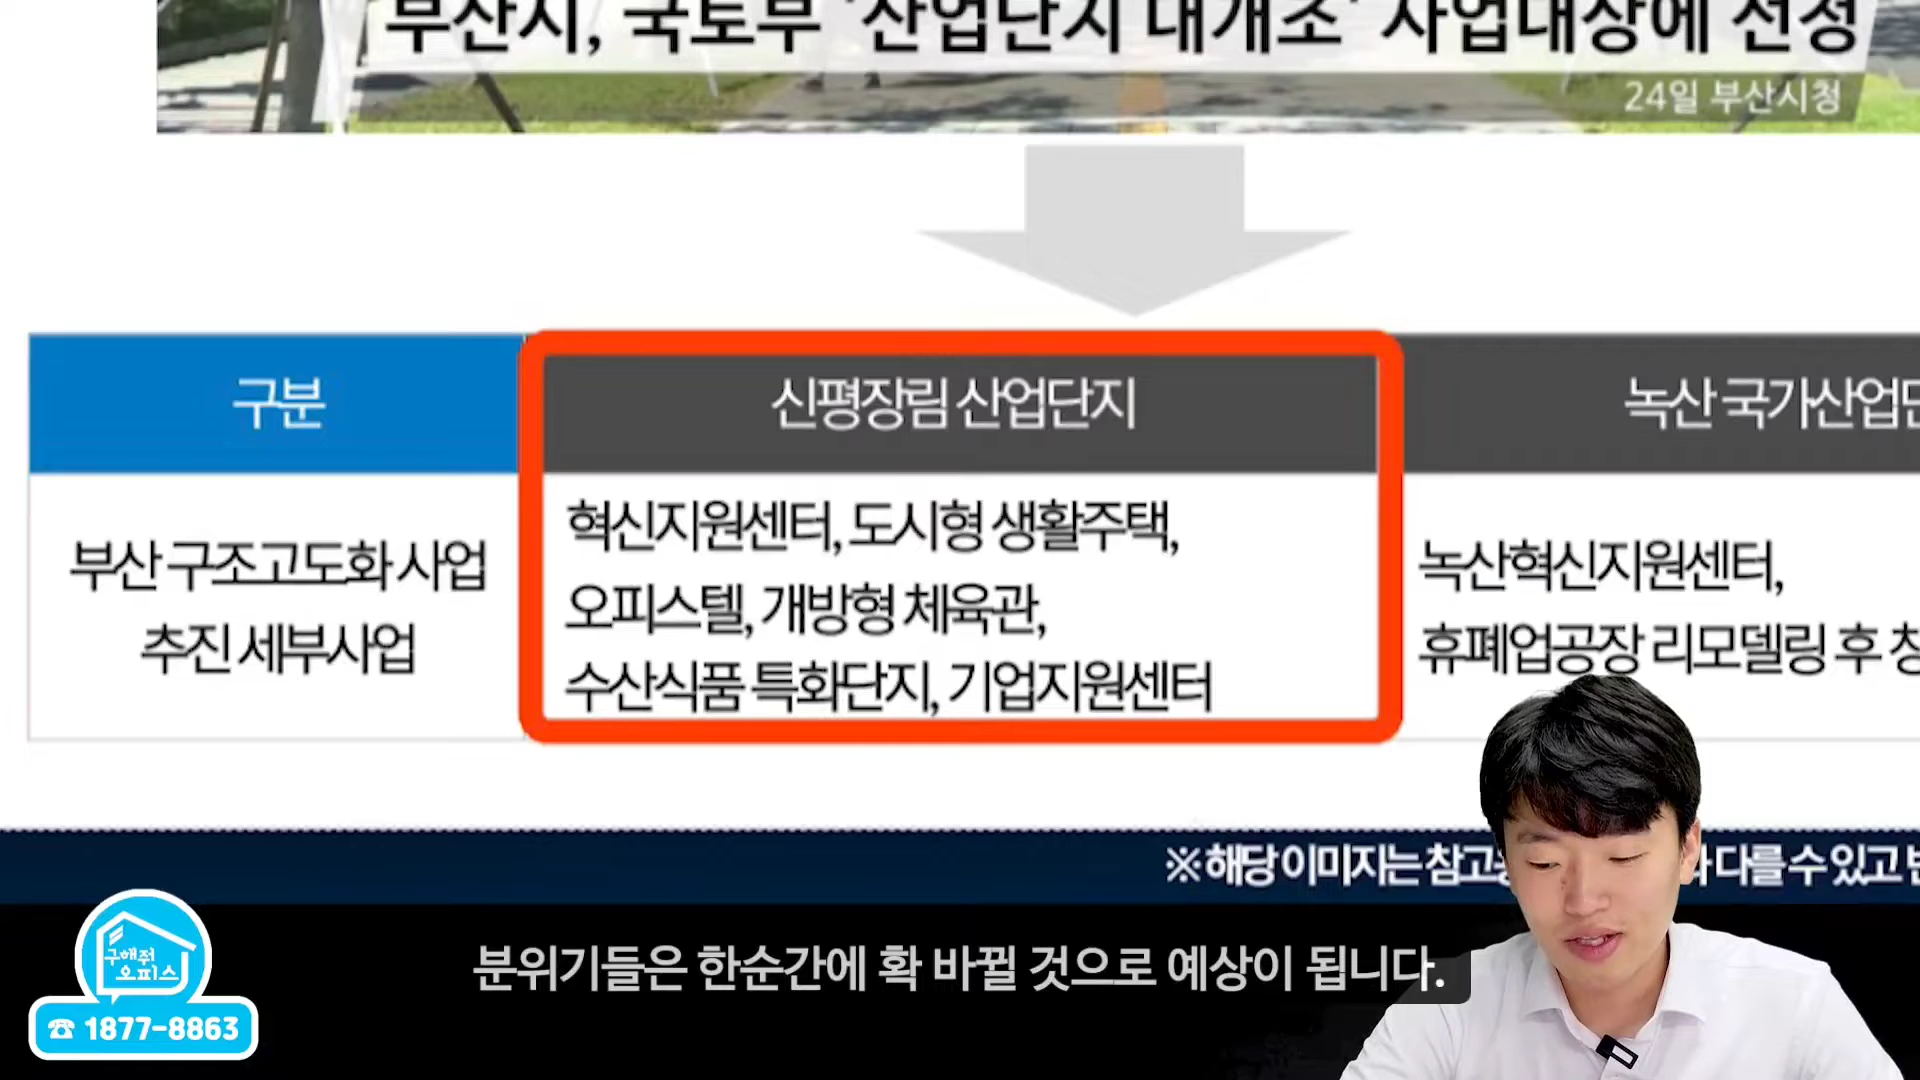 부산시, 국토부 '산업단지 대개조' 사업대상에 선정
24일 부산시청
구분
신평장림 산업단지
녹산 국가산업단
부산 구조고도화 사업
추진 세부사업
혁신지원센터, 도시형 생활주택,
오피스텔, 개방형 체육관,
수산식품 특화단지, 기업지원센터
녹산혁신지원센터,
휴폐업공장 리모델링 후 창
※ 해당 이미지는 참고 다를 수 있고
분위기들은 한순간에 확 바뀔 것으로 예상이 됩니다.
구해줘
오피스
☎ 1877-8863